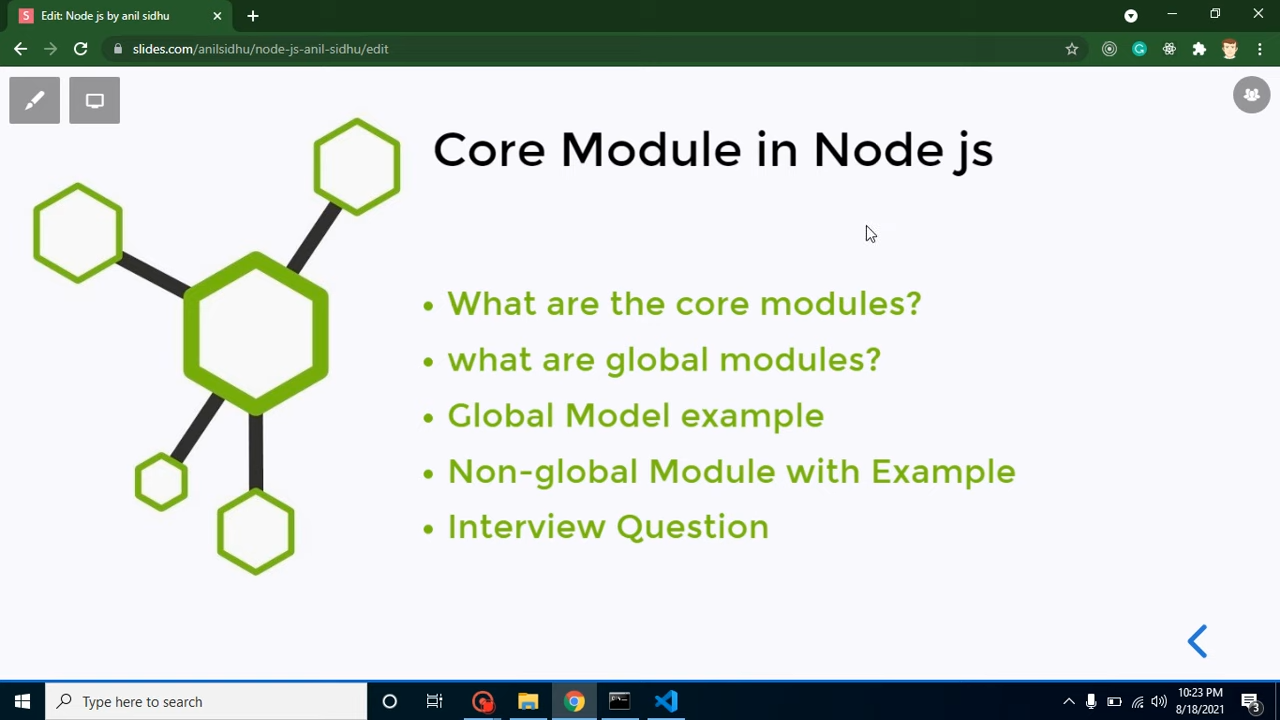 Edit: Node js by anil sidhu
slides.com/anilsidhu/node-js-anil-sidhu/edit
Core Module in Node js
• What are the core modules?
• what are global modules?
• Global Model example
• Non-global Module with Example
• Interview Question
Type here to search
10:23 PM
8/18/2021
3